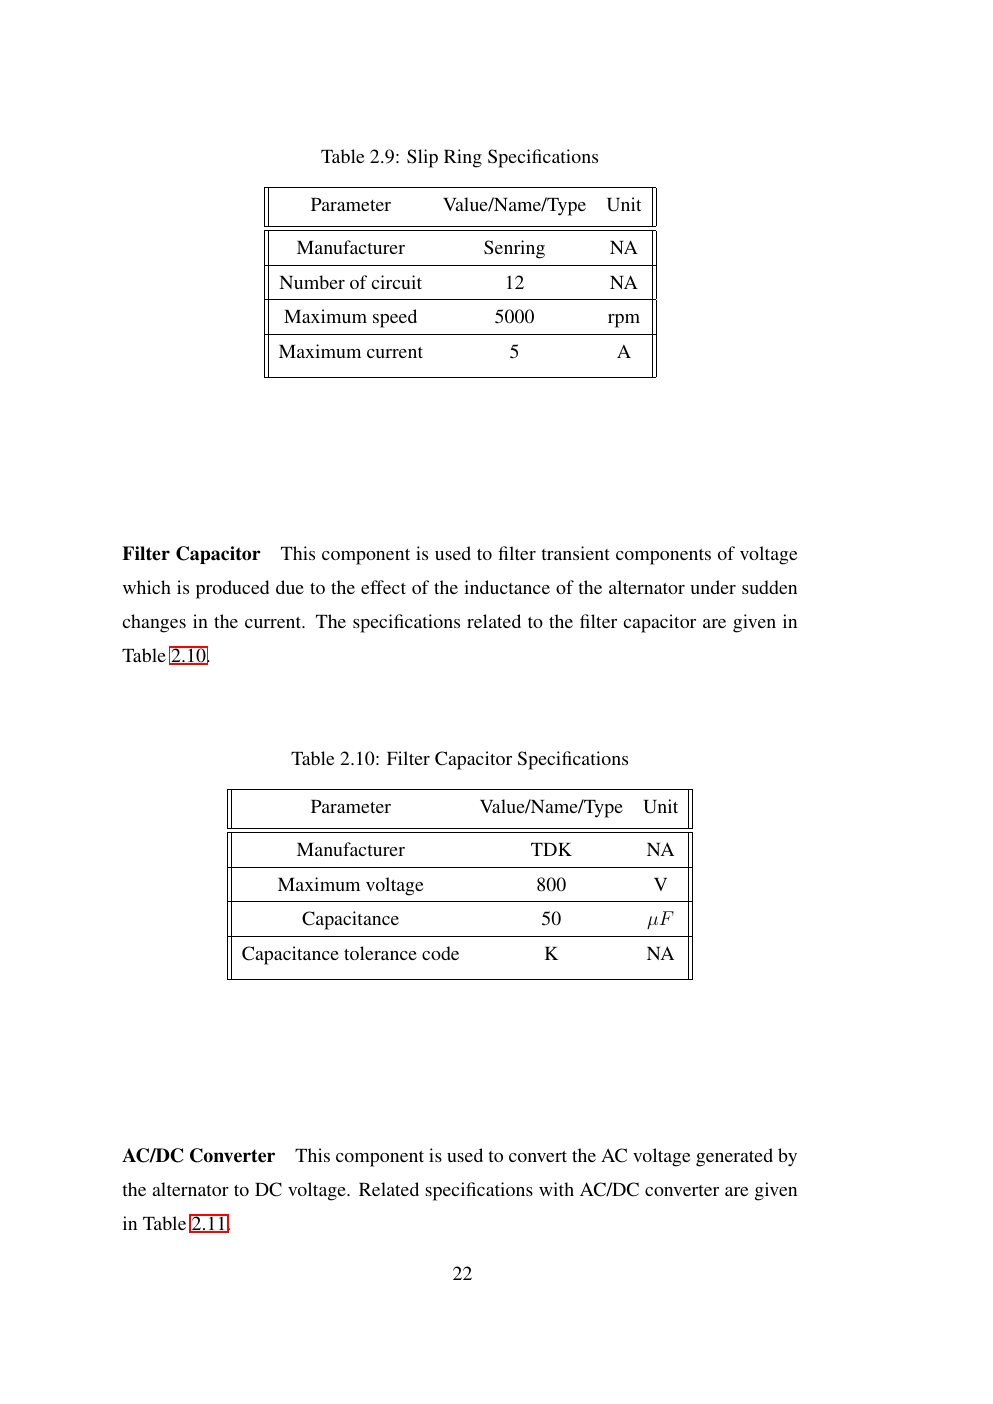 Table 2.9: Slip Ring Specifications
Parameter Value/Name/Type Unit
Manufacturer Senring NA
Number of circuit 12 NA
Maximum speed 5000 rpm
Maximum current 5 A
Filter Capacitor This component is used to filter transient components of voltage
which is produced due to the effect of the inductance of the alternator under sudden
changes in the current. The specifications related to the filter capacitor are given in
Table 2.10.
Table 2.10: Filter Capacitor Specifications
Parameter Value/Name/Type Unit
Manufacturer TDK NA
Maximum voltage 800 V
Capacitance 50 μF
Capacitance tolerance code K NA
AC/DC Converter This component is used to convert the AC voltage generated by
the alternator to DC voltage. Related specifications with AC/DC converter are given
in Table 2.11.
22